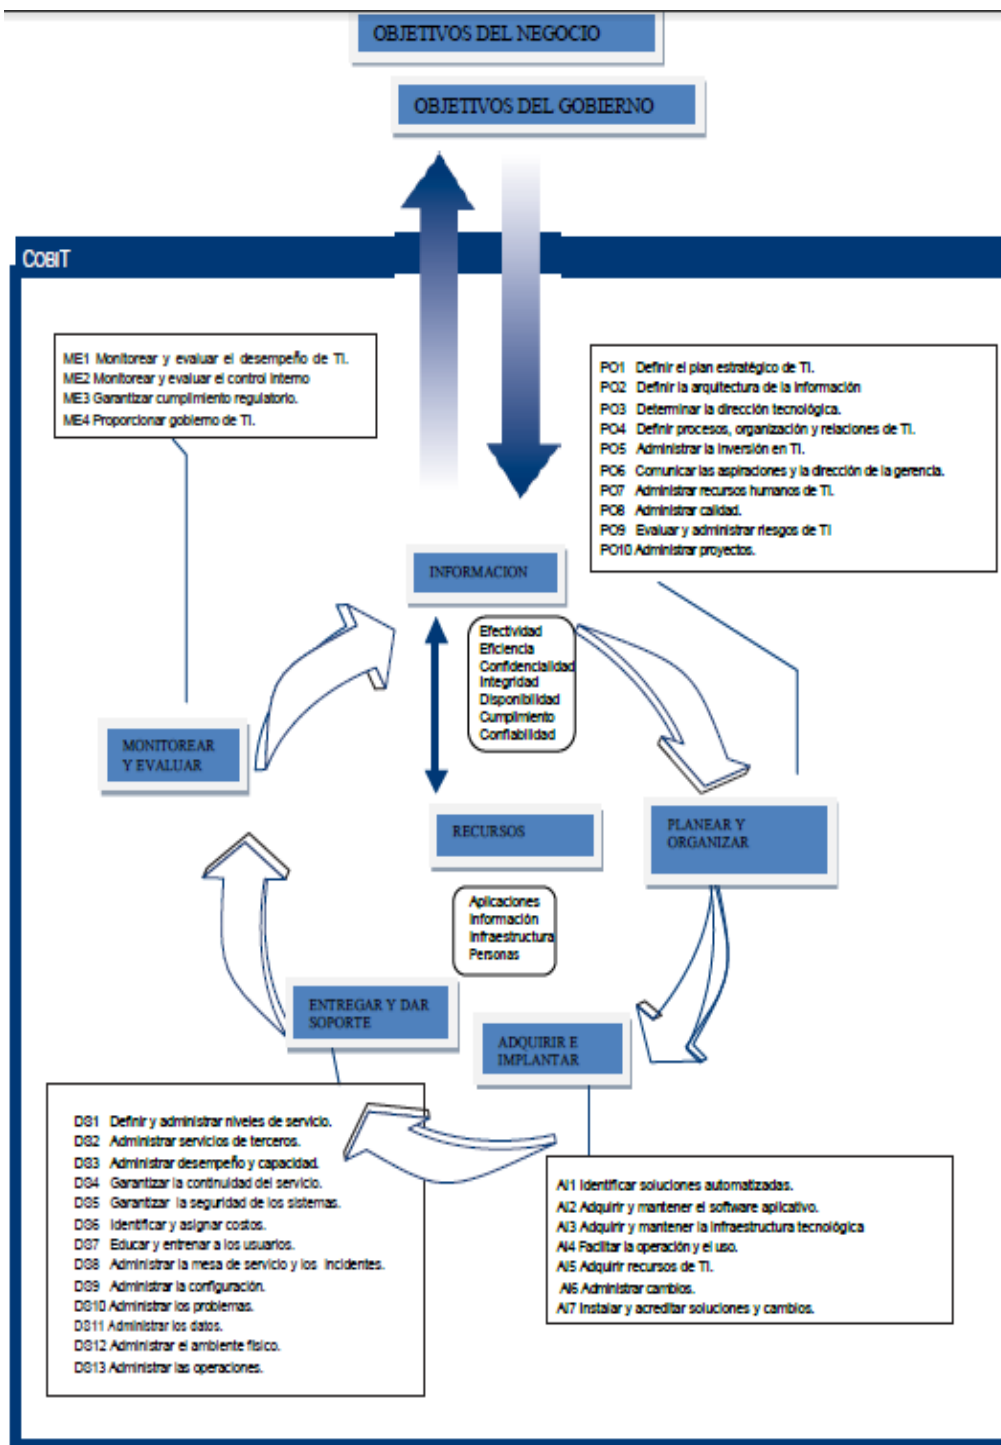 OBJETIVOS DEL NEGOCIO
OBJETIVOS DEL GOBIERNO
COBIT
ME1 Monitorear y evaluar el desempeño de TI.
ME2 Monitorear y evaluar el control interno
ME3 Garantizar cumplimiento regulatorio.
ME4 Proporcionar gobierno de TI.
PO1 Definir el plan estratégico de TI.
PO2 Definir la arquitectura de la información
PO3 Determinar la dirección tecnológica.
PO4 Definir procesos, organización y relaciones de TI.
PO5 Administrar la inversión en TI.
PO6 Comunicar las aspiraciones y la dirección de la gerencia.
PO7 Administrar recursos humanos de TI.
PO8 Administrar calidad.
PO9 Evaluar y administrar riesgos de TI
PO10 Administrar proyectos.
INFORMACION
Efectividad
Eficiencia
Confidencialidad
Integridad
Disponibilidad
Cumplimiento
Confiabilidad
MONITOREAR
Y EVALUAR
RECURSOS
PLANEAR Y
ORGANIZAR
Aplicaciones
Información
Infraestructura
Personas
ENTREGAR Y DAR
SOPORTE
ADQUIRIR E
IMPLANTAR
DS1 Definir y administrar niveles de servicio.
DS2 Administrar servicios de terceros.
DS3 Administrar desempeño y capacidad.
DS4 Garantizar la continuidad del servicio.
DS5 Garantizar la seguridad de los sistemas.
DS6 Identificar y asignar costos.
DS7 Educar y entrenar a los usuarios.
DS8 Administrar la mesa de servicio y los incidentes.
DS9 Administrar la configuración.
DS10 Administrar los problemas.
DS11 Administrar los datos.
DS12 Administrar el ambiente físico.
DS13 Administrar las operaciones.
AI1 Identificar soluciones automatizadas.
AI2 Adquirir y mantener el software aplicativo.
AI3 Adquirir y mantener la infraestructura tecnológica
AI4 Facilitar la operación y el uso.
AI5 Adquirir recursos de TI.
AI6 Administrar cambios.
AI7 Instalar y acreditar soluciones y cambios.